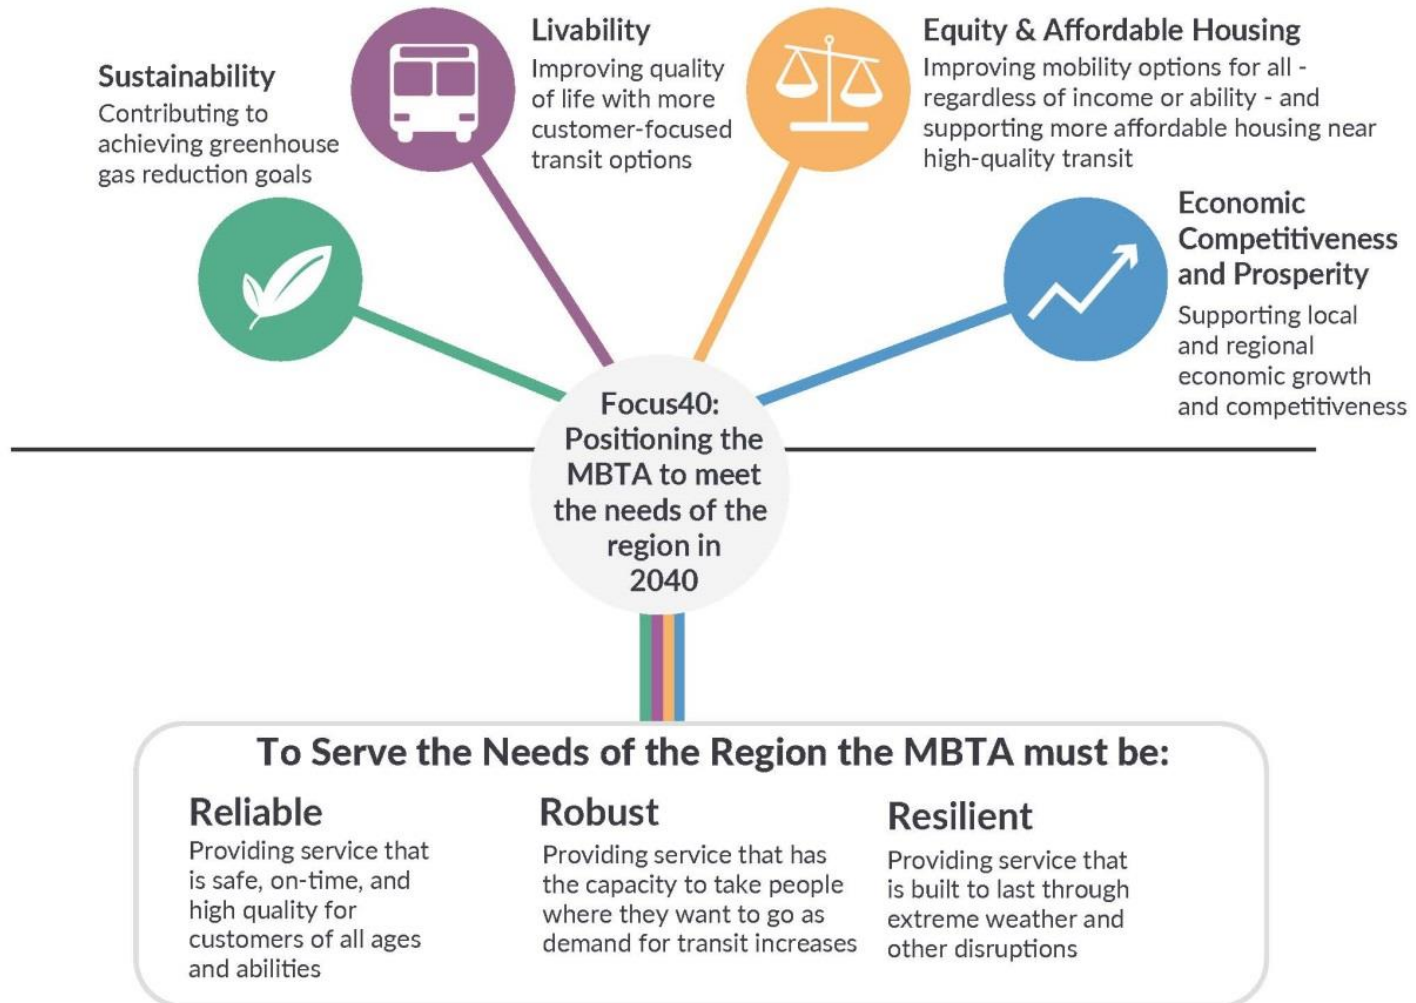 Sustainability
Contributing to
achieving greenhouse
gas reduction goals
Livability
Improving quality
of life with more
customer-focused
transit options
Equity & Affordable Housing
Improving mobility options for all -
regardless of income or ability - and
supporting more affordable housing near
high-quality transit
Economic
Competitiveness
and Prosperity
Supporting local
and regional
economic growth
and competitiveness
Focus40:
Positioning the
MBTA to meet
the needs of the
region in
2040
To Serve the Needs of the Region the MBTA must be:
Reliable
Providing service that
is safe, on-time, and
high quality for
customers of all ages
and abilities
Robust
Providing service that has
the capacity to take people
where they want to go as
demand for transit increases
Resilient
Providing service that
is built to last through
extreme weather and
other disruptions